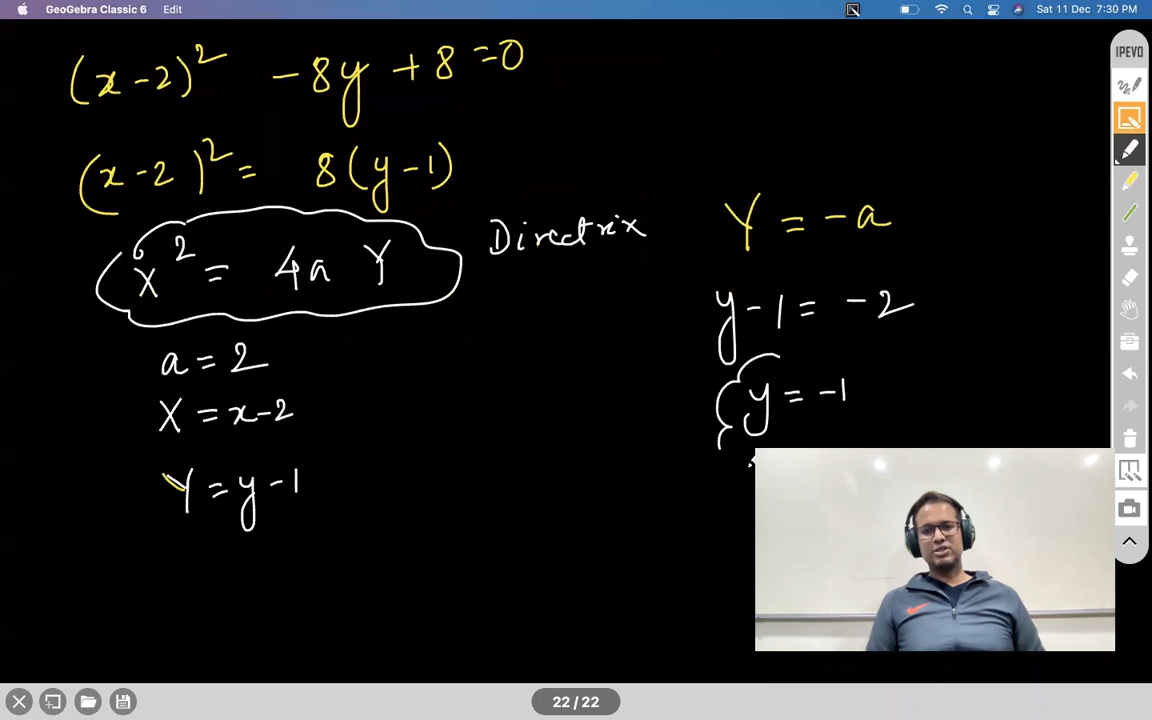 GeoGebra Classic 6 Edit Sat 11 Dec 7:30 PM
IPEVO
(x-2)² -8y +8 =0
(x-2)² = 8(y-1)
X² = 4a Y
Directrix
Y = -a
y-1 = -2
y = -1
a = 2
X = x-2
Y = y-1
22/22